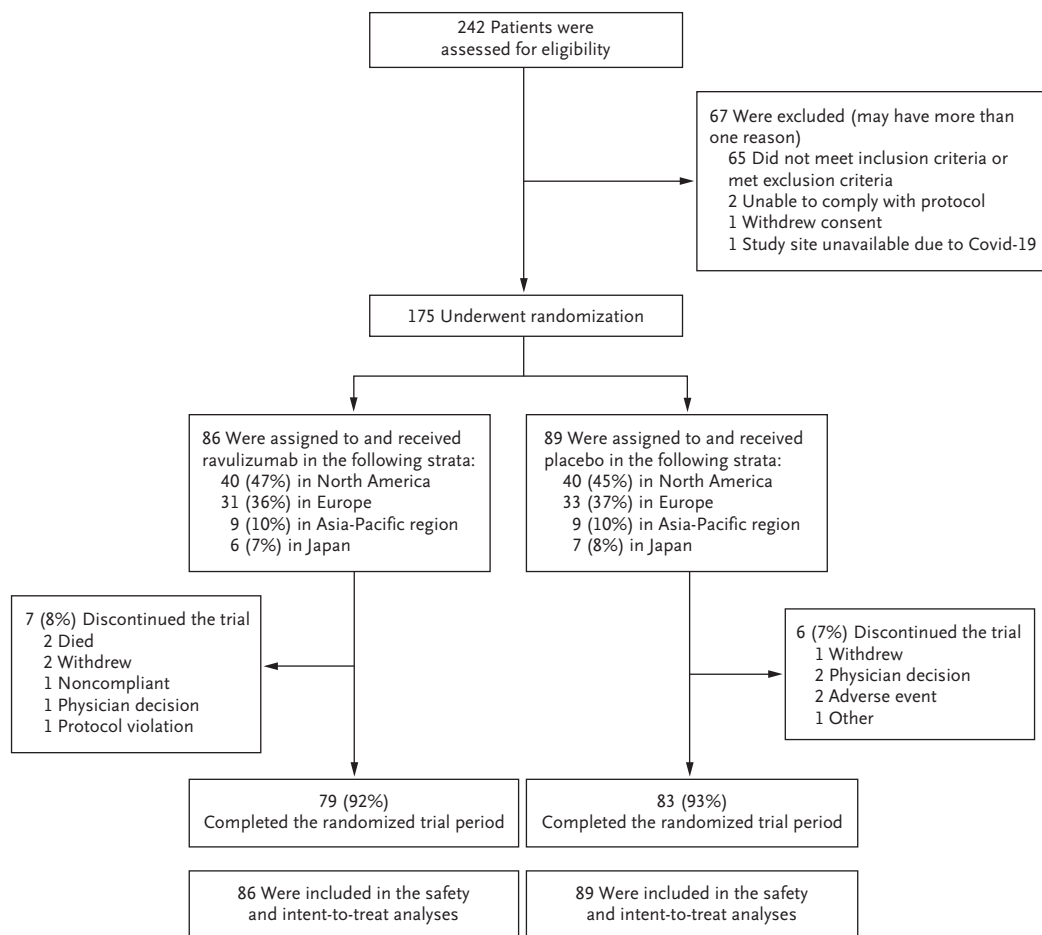 242 Patients were
assessed for eligibility
67 Were excluded (may have more than
one reason)
65 Did not meet inclusion criteria or
met exclusion criteria
2 Unable to comply with protocol
1 Withdrew consent
1 Study site unavailable due to Covid-19
175 Underwent randomization
86 Were assigned to and received
ravulizumab in the following strata:
40 (47%) in North America
31 (36%) in Europe
9 (10%) in Asia-Pacific region
6 (7%) in Japan
89 Were assigned to and received
placebo in the following strata:
40 (45%) in North America
33 (37%) in Europe
9 (10%) in Asia-Pacific region
7 (8%) in Japan
7 (8%) Discontinued the trial
2 Died
2 Withdrew
1 Noncompliant
1 Physician decision
1 Protocol violation
6 (7%) Discontinued the trial
1 Withdrew
2 Physician decision
2 Adverse event
1 Other
79 (92%)
Completed the randomized trial period
83 (93%)
Completed the randomized trial period
86 Were included in the safety
and intent-to-treat analyses
89 Were included in the safety
and intent-to-treat analyses